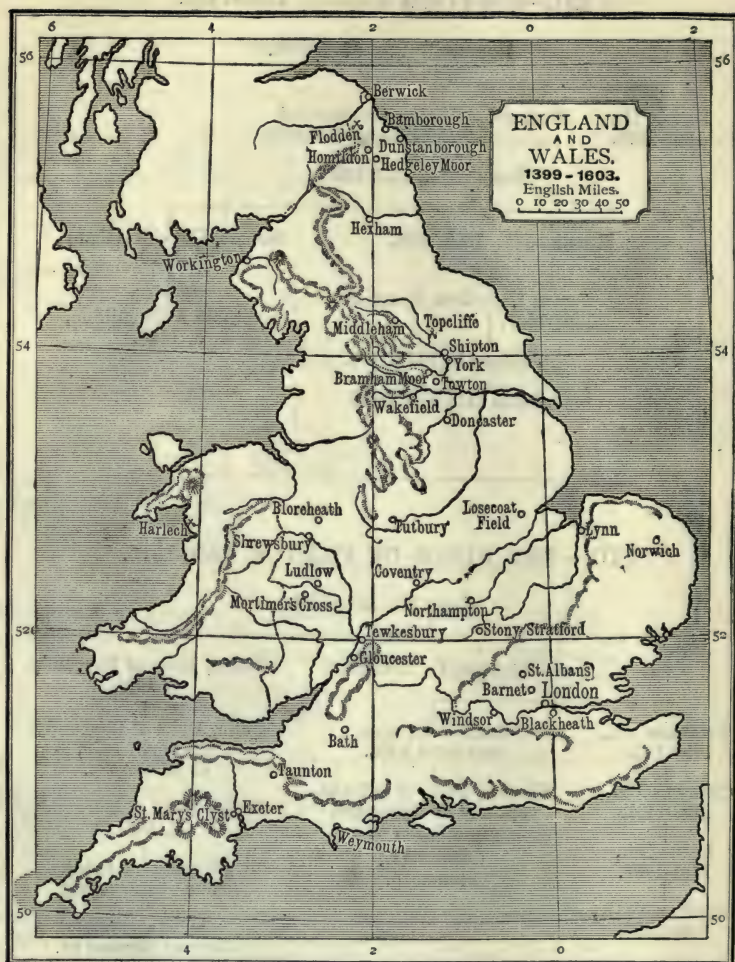 6 4 2 0 2
56 56
ENGLAND
AND
WALES.
1399-1603.
English Miles.
0 10 20 30 40 50
Berwick
Bamborough
Flodden
Dunstanborough
Homildon
Hedgeley Moor
Hexham
Workington
Middleham
Topcliffe
54 54
Shipton
York
Bramham Moor
Towton
Wakefield
Doncaster
Harlech
Bloreheath
Tutbury
Losecoat
Field
Lynn
Norwich
Shrewsbury
Ludlow
Coventry
Mortimer's Cross
Northampton
Stony Stratford
52 52
Tewkesbury
Gloucester
St. Albans
Barnet
London
Windsor
Blackheath
Bath
Taunton
St. Mary's Clyst
Exeter
Weymouth
50 50
6 4 2 0